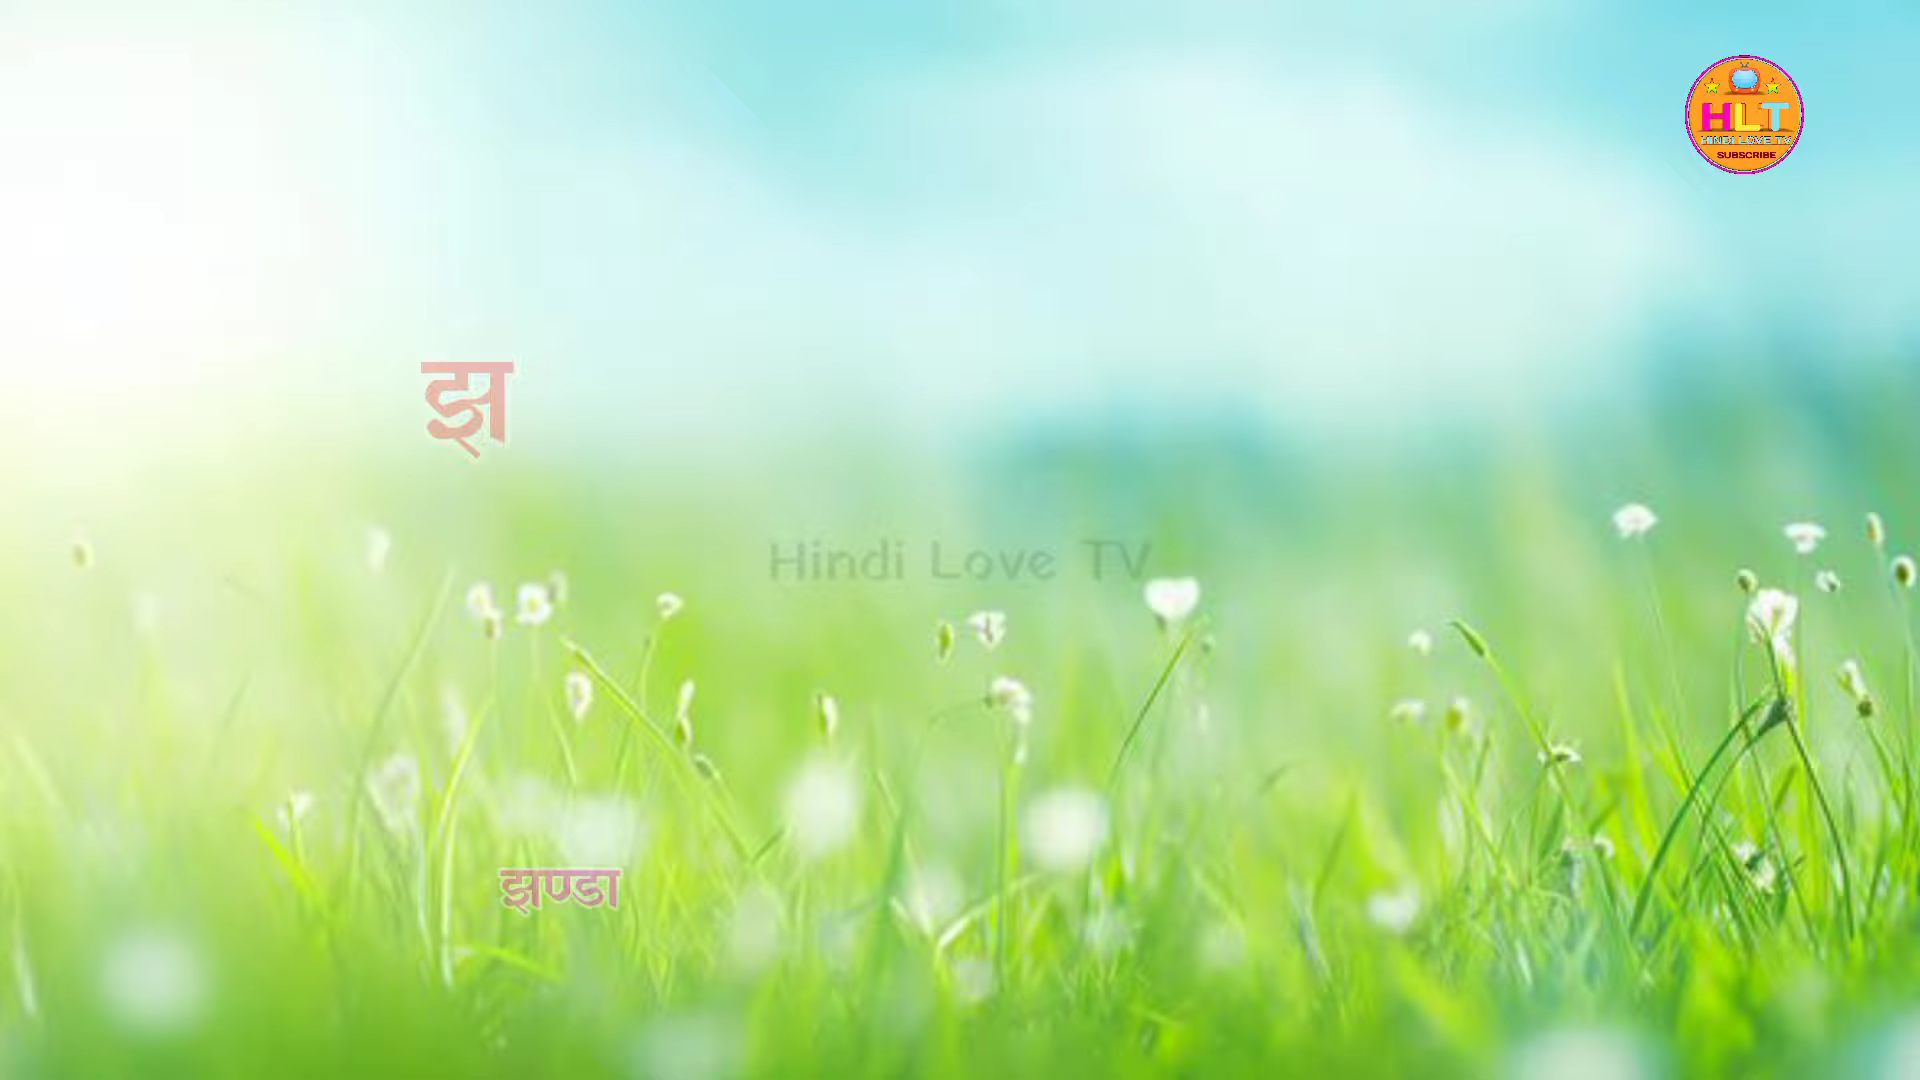 HLT
HINDI LOVE TV
SUBSCRIBE
झ
Hindi Love TV
झण्डा